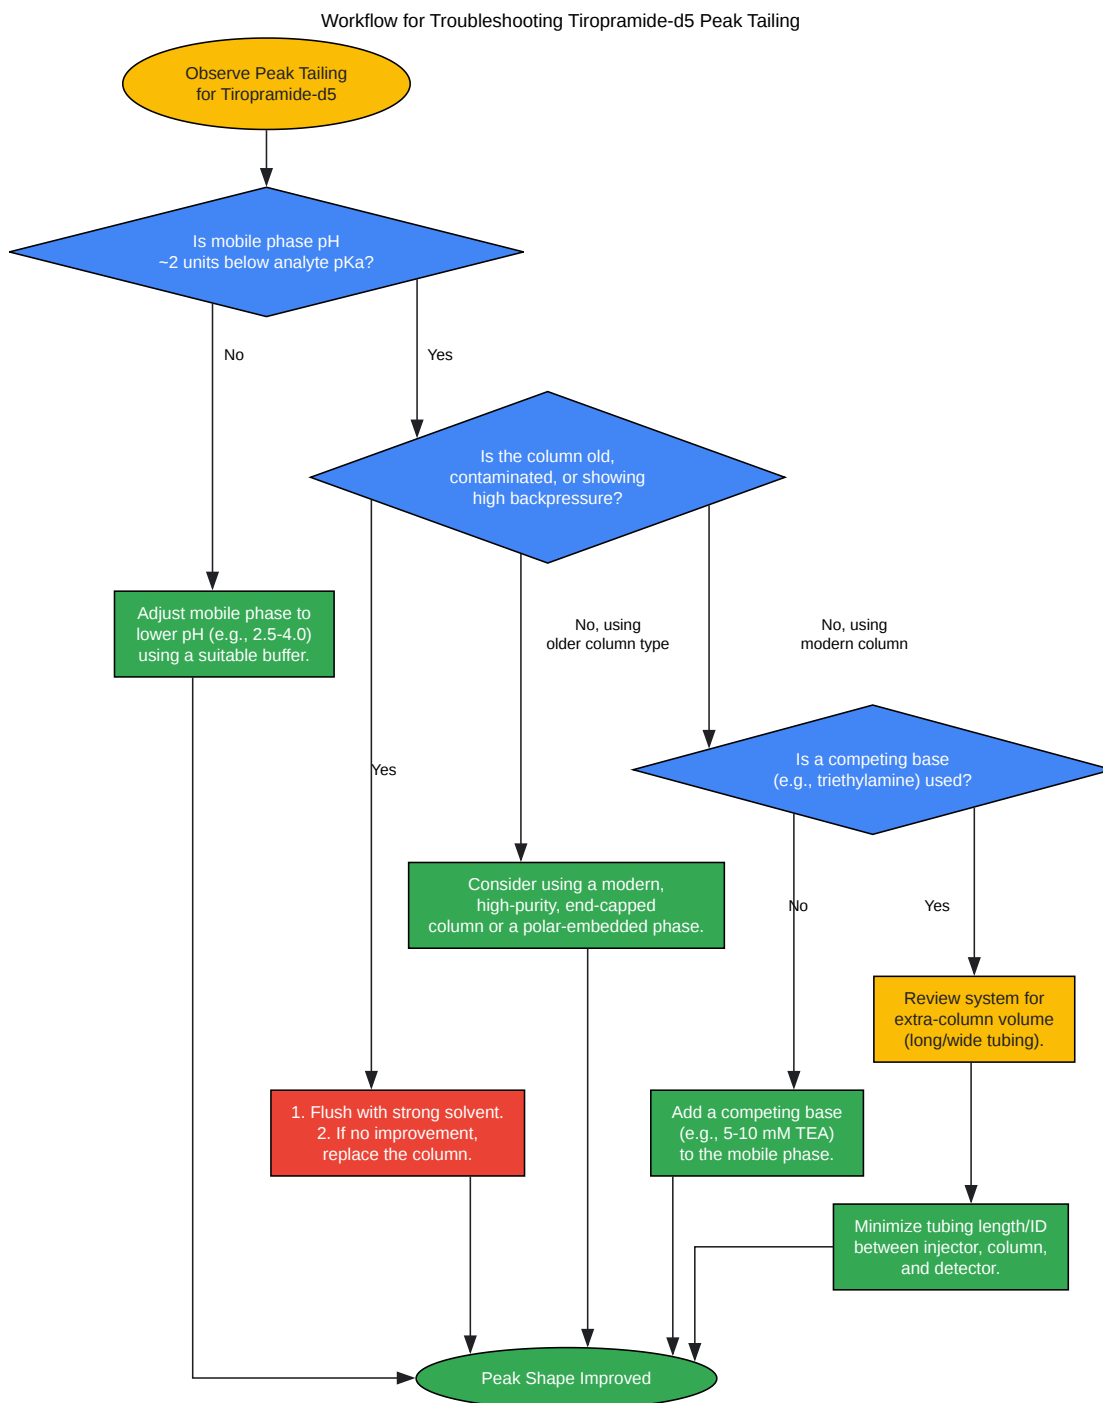 Workflow for Troubleshooting Tiropramide-d5 Peak Tailing
Observe Peak Tailing
for Tiropramide-d5
Is mobile phase pH
~2 units below analyte pKa?
No
Yes
Is the column old,
contaminated, or showing
high backpressure?
Adjust mobile phase to
lower pH (e.g., 2.5-4.0)
using a suitable buffer.
No, using
older column type
No, using
modern column
Yes
Is a competing base
(e.g., triethylamine) used?
Consider using a modern,
high-purity, end-capped
column or a polar-embedded phase.
No
Yes
Review system for
extra-column volume
(long/wide tubing).
1. Flush with strong solvent.
2. If no improvement,
replace the column.
Add a competing base
(e.g., 5-10 mM TEA)
to the mobile phase.
Minimize tubing length/ID
between injector, column,
and detector.
Peak Shape Improved